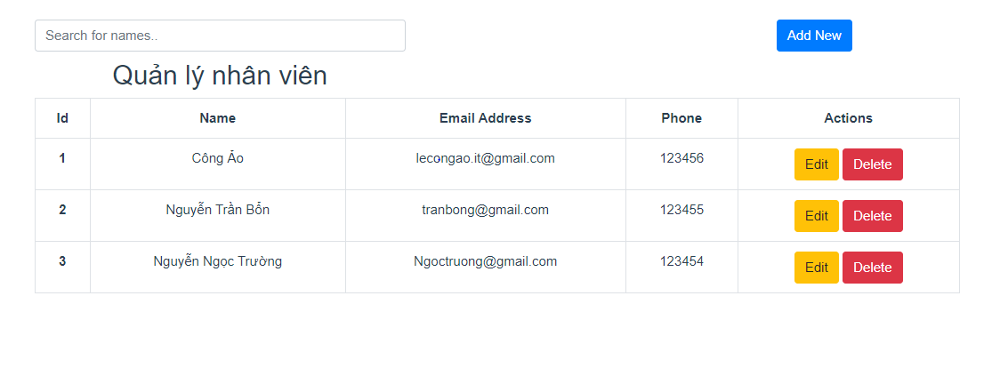 Search for names.. Add New
Quản lý nhân viên
Id Name Email Address Phone Actions
1 Công Ảo lecongao.it@gmail.com 123456 Edit Delete
2 Nguyễn Trần Bổn tranbong@gmail.com 123455 Edit Delete
3 Nguyễn Ngọc Trường Ngoctruong@gmail.com 123454 Edit Delete